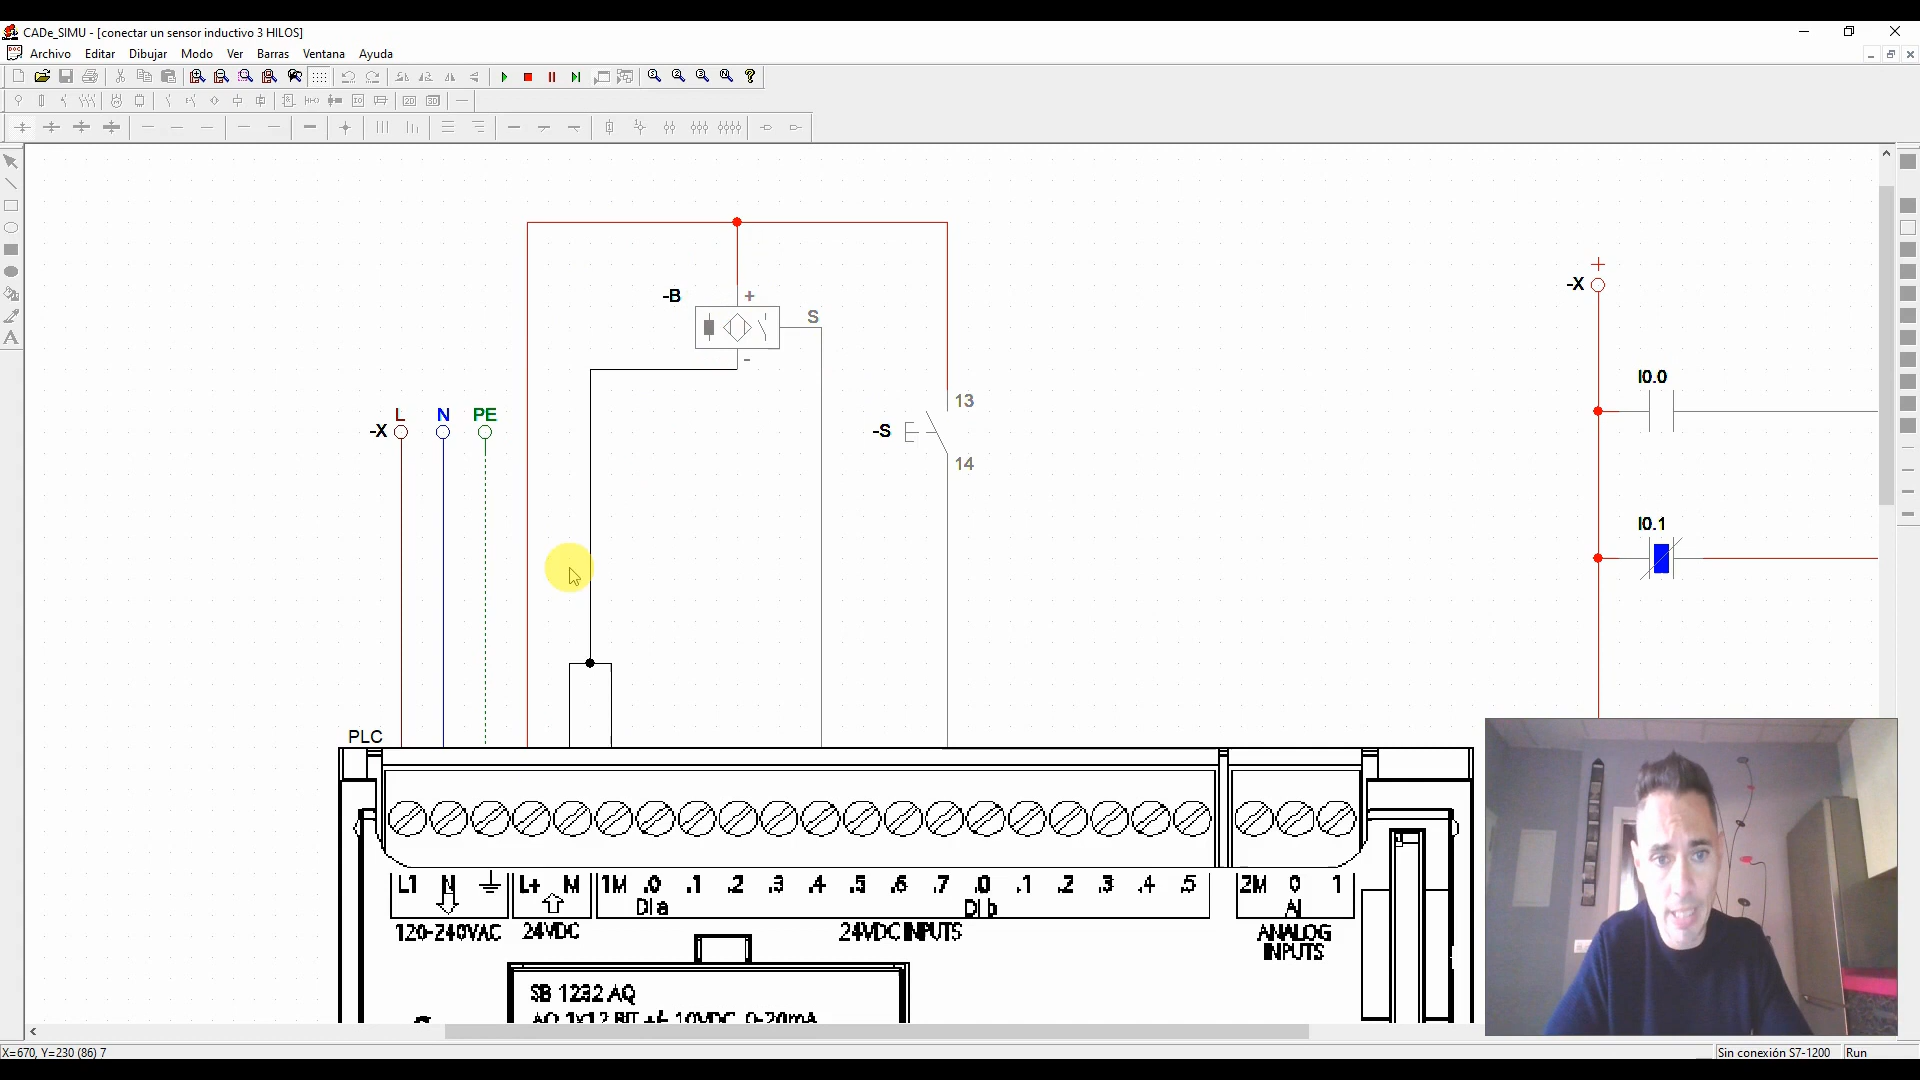 CADe_SIMU - [conectar un sensor inductivo 3 HILOS]
Archivo Editar Dibujar Modo Ver Barras Ventana Ayuda
-B +
S
-
-X L N PE
-S 13
14
+
-X
I0.0
I0.1
PLC
L1 N L+ M 1M .0 .1 .2 .3 .4 .5 .6 .7 .0 .1 .2 .3 .4 .5 2M 0 1
DI a DI b AI
120-240VAC 24VDC 24VDC INPUTS ANALOG
INPUTS
SB 1232 AQ
AQ 1x12 BIT +/- 10VDC, 0-20mA
X=670, Y=230 (86) 7 Sin conexión S7-1200 Run